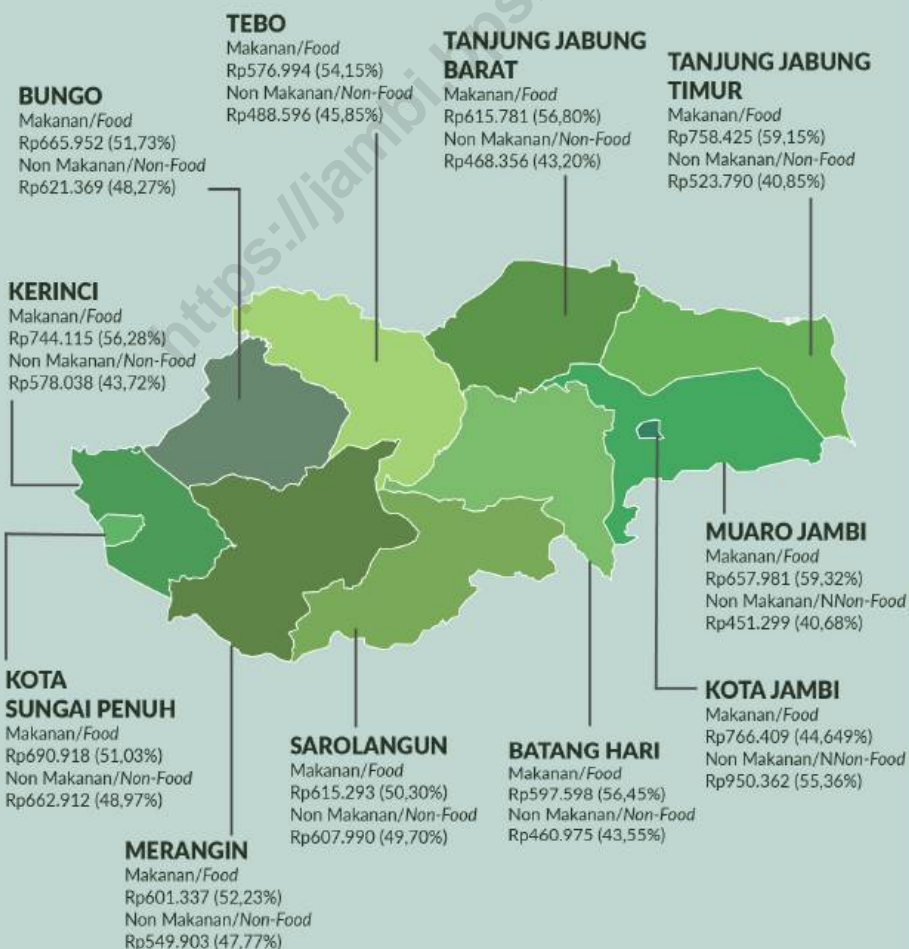 TEBO
Makanan/Food
Rp576.994 (54,15%)
Non Makanan/Non-Food
Rp488.596 (45,85%)
TANJUNG JABUNG
BARAT
Makanan/Food
Rp615.781 (56,80%)
Non Makanan/Non-Food
Rp468.356 (43,20%)
TANJUNG JABUNG
TIMUR
Makanan/Food
Rp758.425 (59,15%)
Non Makanan/Non-Food
Rp523.790 (40,85%)
BUNGO
Makanan/Food
Rp665.952 (51,73%)
Non Makanan/Non-Food
Rp621.369 (48,27%)
KERINCI
Makanan/Food
Rp744.115 (56,28%)
Non Makanan/Non-Food
Rp578.038 (43,72%)
MUARO JAMBI
Makanan/Food
Rp657.981 (59,32%)
Non Makanan/NNon-Food
Rp451.299 (40,68%)
KOTA
SUNGAI PENUH
Makanan/Food
Rp690.918 (51,03%)
Non Makanan/Non-Food
Rp662.912 (48,97%)
KOTA JAMBI
Makanan/Food
Rp766.409 (44,649%)
Non Makanan/NNon-Food
Rp950.362 (55,36%)
SAROLANGUN
Makanan/Food
Rp615.293 (50,30%)
Non Makanan/Non-Food
Rp607.990 (49,70%)
BATANG HARI
Makanan/Food
Rp597.598 (56,45%)
Non Makanan/Non-Food
Rp460.975 (43,55%)
MERANGIN
Makanan/Food
Rp601.337 (52,23%)
Non Makanan/Non-Food
Rp549.903 (47,77%)
https://jambi.bps.